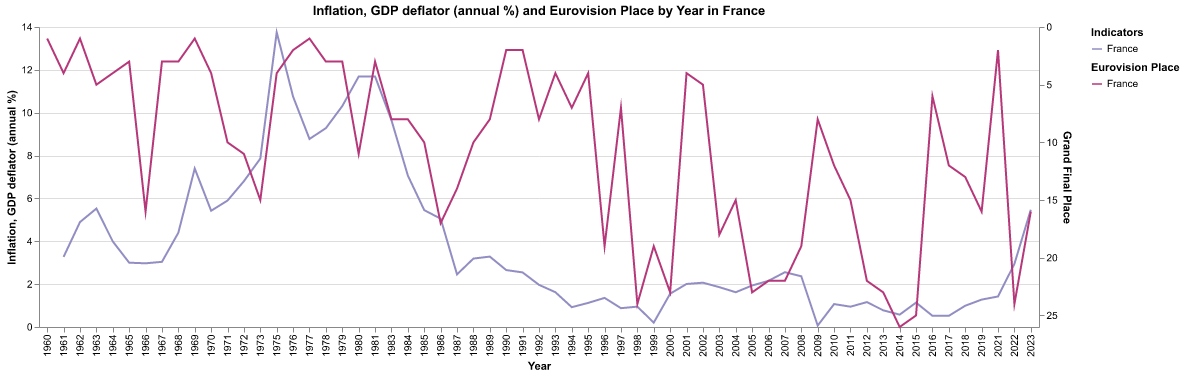 Inflation, GDP deflator (annual %) and Eurovision Place by Year in France
Inflation, GDP deflator (annual %)
14
12
10
8
6
4
2
0
0
5
10
15
20
25
Grand Final Place
1960 1961 1962 1963 1964 1965 1966 1967 1968 1969 1970 1971 1972 1973 1975 1976 1977 1978 1979 1980 1981 1983 1984 1985 1986 1987 1988 1989 1990 1991 1992 1993 1994 1995 1996 1997 1998 1999 2000 2001 2002 2003 2004 2005 2006 2007 2008 2009 2010 2011 2012 2013 2014 2015 2016 2017 2018 2019 2021 2022 2023
Year
Indicators
France
Eurovision Place
France